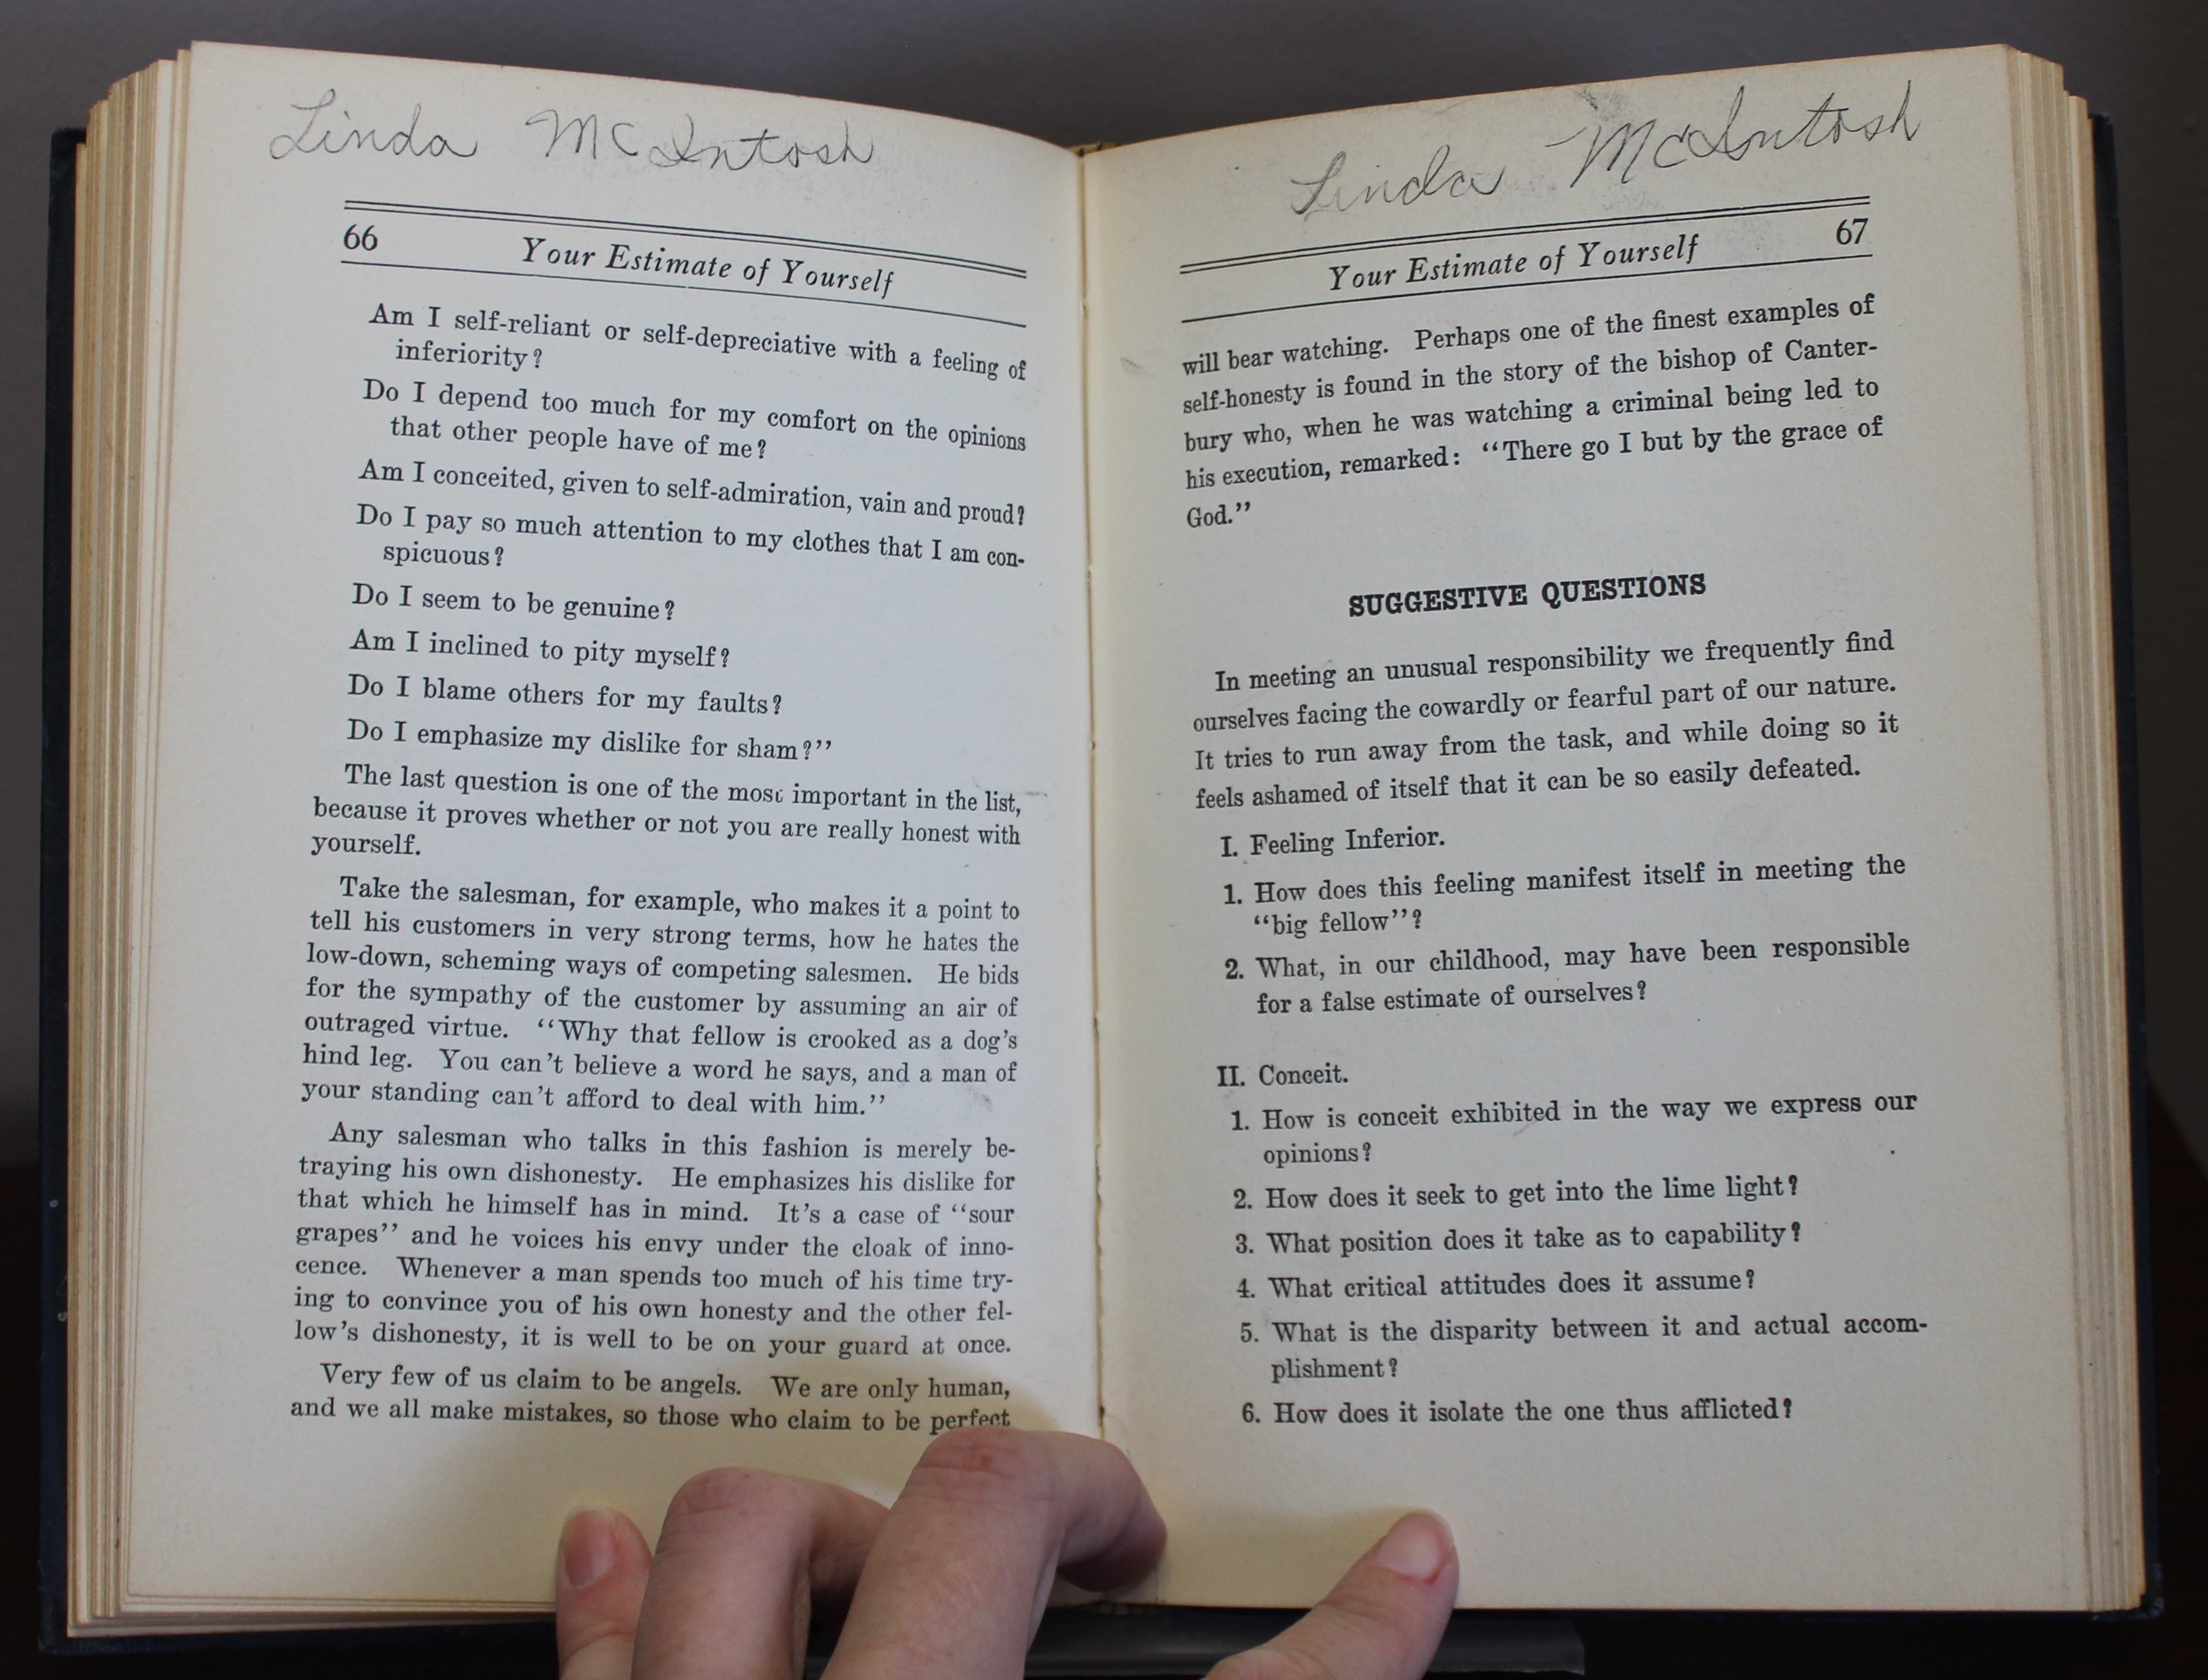 Linda McIntosh
66 Your Estimate of Yourself
Am I self-reliant or self-depreciative with a feeling of
inferiority?
Do I depend too much for my comfort on the opinions
that other people have of me?
Am I conceited, given to self-admiration, vain and proud?
Do I pay so much attention to my clothes that I am con-
spicuous?
Do I seem to be genuine?
Am I inclined to pity myself?
Do I blame others for my faults?
Do I emphasize my dislike for sham?”
The last question is one of the most important in the list,
because it proves whether or not you are really honest with
yourself.
Take the salesman, for example, who makes it a point to
tell his customers in very strong terms, how he hates the
low-down, scheming ways of competing salesmen. He bids
for the sympathy of the customer by assuming an air of
outraged virtue. “Why that fellow is crooked as a dog’s
hind leg. You can’t believe a word he says, and a man of
your standing can’t afford to deal with him.”
Any salesman who talks in this fashion is merely be-
traying his own dishonesty. He emphasizes his dislike for
that which he himself has in mind. It’s a case of “sour
grapes” and he voices his envy under the cloak of inno-
cence. Whenever a man spends too much of his time try-
ing to convince you of his own honesty and the other fel-
low’s dishonesty, it is well to be on your guard at once.
Very few of us claim to be angels. We are only human,
and we all make mistakes, so those who claim to be perfect
Linda McIntosh
Your Estimate of Yourself 67
will bear watching. Perhaps one of the finest examples of
self-honesty is found in the story of the bishop of Canter-
bury who, when he was watching a criminal being led to
his execution, remarked: “There go I but by the grace of
God.”
SUGGESTIVE QUESTIONS
In meeting an unusual responsibility we frequently find
ourselves facing the cowardly or fearful part of our nature.
It tries to run away from the task, and while doing so it
feels ashamed of itself that it can be so easily defeated.
I. Feeling Inferior.
1. How does this feeling manifest itself in meeting the
“big fellow”?
2. What, in our childhood, may have been responsible
for a false estimate of ourselves?
II. Conceit.
1. How is conceit exhibited in the way we express our
opinions?
2. How does it seek to get into the lime light?
3. What position does it take as to capability?
4. What critical attitudes does it assume?
5. What is the disparity between it and actual accom-
plishment?
6. How does it isolate the one thus afflicted?